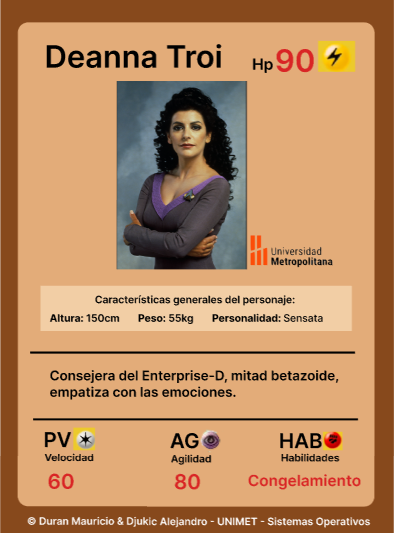 Deanna Troi Hp 90
Universidad
Metropolitana
Características generales del personaje:
Altura: 150cm Peso: 55kg Personalidad: Sensata
Consejera del Enterprise-D, mitad betazoide,
empatiza con las emociones.
PV AG HAB
Velocidad Agilidad Habilidades
60 80 Congelamiento
© Duran Mauricio & Djukic Alejandro - UNIMET - Sistemas Operativos